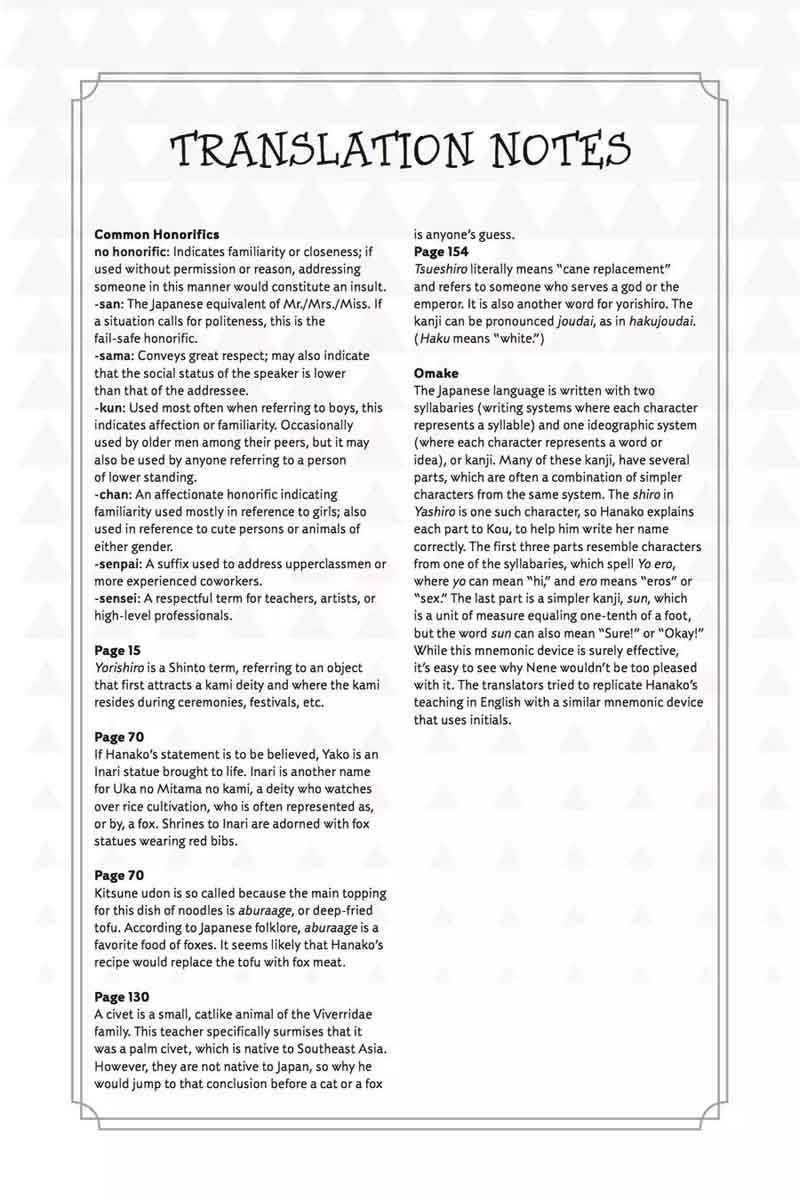 TRANSLATION NOTES
Common Honorifics
no honorific: Indicates familiarity or closeness; if
used without permission or reason, addressing
someone in this manner would constitute an insult.
-san: The Japanese equivalent of Mr./Mrs./Miss. If
a situation calls for politeness, this is the
fail-safe honorific.
-sama: Conveys great respect; may also indicate
that the social status of the speaker is lower
than that of the addressee.
-kun: Used most often when referring to boys, this
indicates affection or familiarity. Occasionally
used by older men among their peers, but it may
also be used by anyone referring to a person
of lower standing.
-chan: An affectionate honorific indicating
familiarity used mostly in reference to girls; also
used in reference to cute persons or animals of
either gender.
-senpai: A suffix used to address upperclassmen or
more experienced coworkers.
-sensei: A respectful term for teachers, artists, or
high-level professionals.
Page 15
Yorishiro is a Shinto term, referring to an object
that first attracts a kami deity and where the kami
resides during ceremonies, festivals, etc.
Page 70
If Hanako's statement is to be believed, Yako is an
Inari statue brought to life. Inari is another name
for Uka no Mitama no kami, a deity who watches
over rice cultivation, who is often represented as,
or by, a fox. Shrines to Inari are adorned with fox
statues wearing red bibs.
Page 70
Kitsune udon is so called because the main topping
for this dish of noodles is aburaage, or deep-fried
tofu. According to Japanese folklore, aburaage is a
favorite food of foxes. It seems likely that Hanako's
recipe would replace the tofu with fox meat.
Page 130
A civet is a small, catlike animal of the Viverridae
family. This teacher specifically surmises that it
was a palm civet, which is native to Southeast Asia.
However, they are not native to Japan, so why he
would jump to that conclusion before a cat or a fox
is anyone's guess.
Page 154
Tsueshiro literally means "cane replacement"
and refers to someone who serves a god or the
emperor. It is also another word for yorishiro. The
kanji can be pronounced joudai, as in hakujoudai.
(Haku means "white.")
Omake
The Japanese language is written with two
syllabaries (writing systems where each character
represents a syllable) and one ideographic system
(where each character represents a word or
idea), or kanji. Many of these kanji, have several
parts, which are often a combination of simpler
characters from the same system. The shiro in
Yashiro is one such character, so Hanako explains
each part to Kou, to help him write her name
correctly. The first three parts resemble characters
from one of the syllabaries, which spell Yo ero,
where yo can mean "hi," and ero means "eros" or
"sex." The last part is a simpler kanji, sun, which
is a unit of measure equaling one-tenth of a foot,
but the word sun can also mean "Sure!" or "Okay!"
While this mnemonic device is surely effective,
it's easy to see why Nene wouldn't be too pleased
with it. The translators tried to replicate Hanako's
teaching in English with a similar mnemonic device
that uses initials.